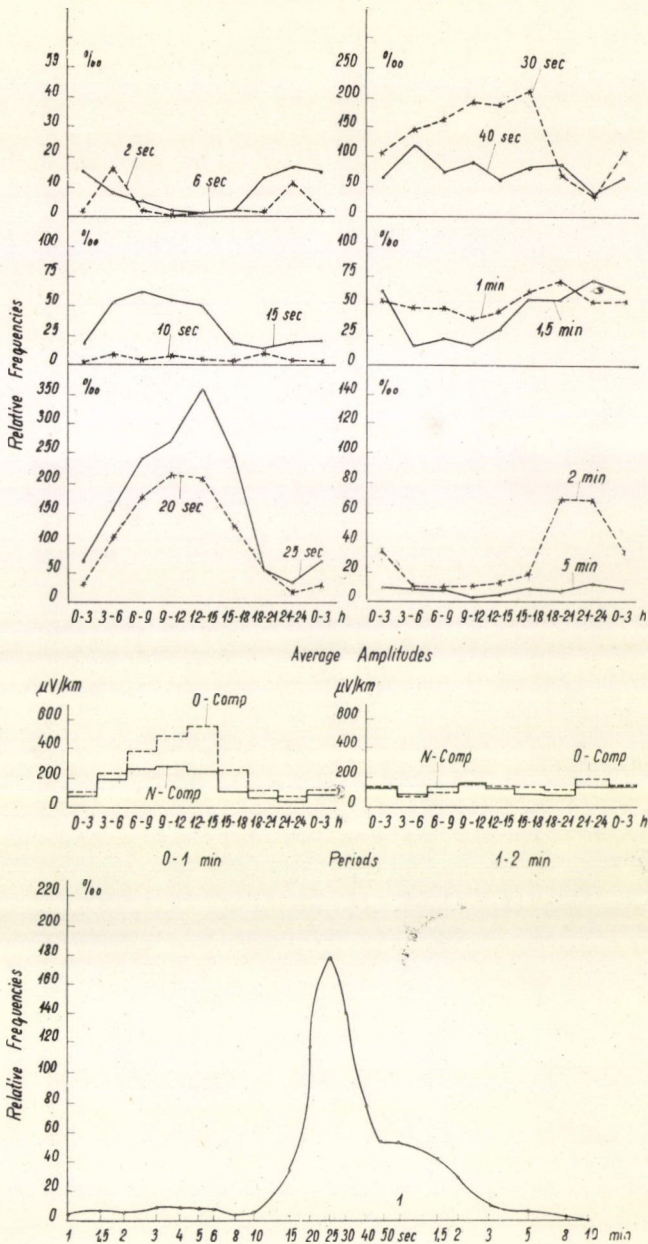 59 %00
40
30
20
10
0
2 sec
6 sec
250 %00
200
150
100
50
0
30 sec
40 sec
100 %00
75
50
25
0
10 sec
15 sec
100 %00
75
50
25
0
1 min
1,5 min
Relative Frequencies
350 %00
300
250
200
150
100
50
0
20 sec
25 sec
140 %00
120
100
80
60
40
20
0
2 min
5 min
0-3 3-6 6-9 9-12 12-15 15-18 18-21 21-24 0-3 h
0-3 3-6 6-9 9-12 12-15 15-18 18-21 21-24 0-3 h
Average Amplitudes
µV/km
600
400
200
0
O-Comp
N-Comp
µV/km
600
400
200
0
N-Comp
O-Comp
0-3 3-6 6-9 9-12 12-15 15-18 18-21 21-24 0-3 h
0-3 3-6 6-9 9-12 12-15 15-18 18-21 21-24 0-3 h
0-1 min Periods 1-2 min
220 %00
200
180
160
140
120
100
80
60
40
20
0
Relative Frequencies
1
1 1,5 2 3 4 5 6 8 10 15 20 25 30 40 50 sec 1,5 2 3 5 8 10 min